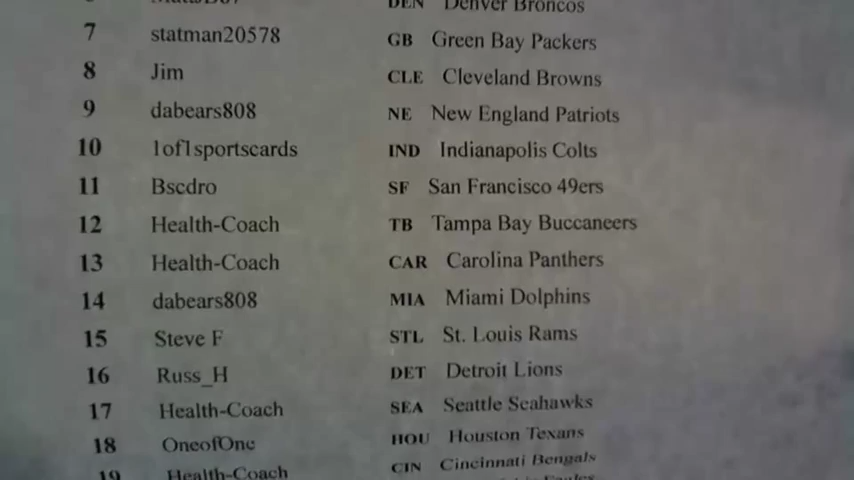 DEN Denver Broncos
7 statman20578 GB Green Bay Packers
8 Jim CLE Cleveland Browns
9 dabears808 NE New England Patriots
10 1of1sportscards IND Indianapolis Colts
11 Bscdro SF San Francisco 49ers
12 Health-Coach TB Tampa Bay Buccaneers
13 Health-Coach CAR Carolina Panthers
14 dabears808 MIA Miami Dolphins
15 Steve F STL St. Louis Rams
16 Russ_H DET Detroit Lions
17 Health-Coach SEA Seattle Seahawks
18 OneofOne HOU Houston Texans
19 Health-Coach CIN Cincinnati Bengals